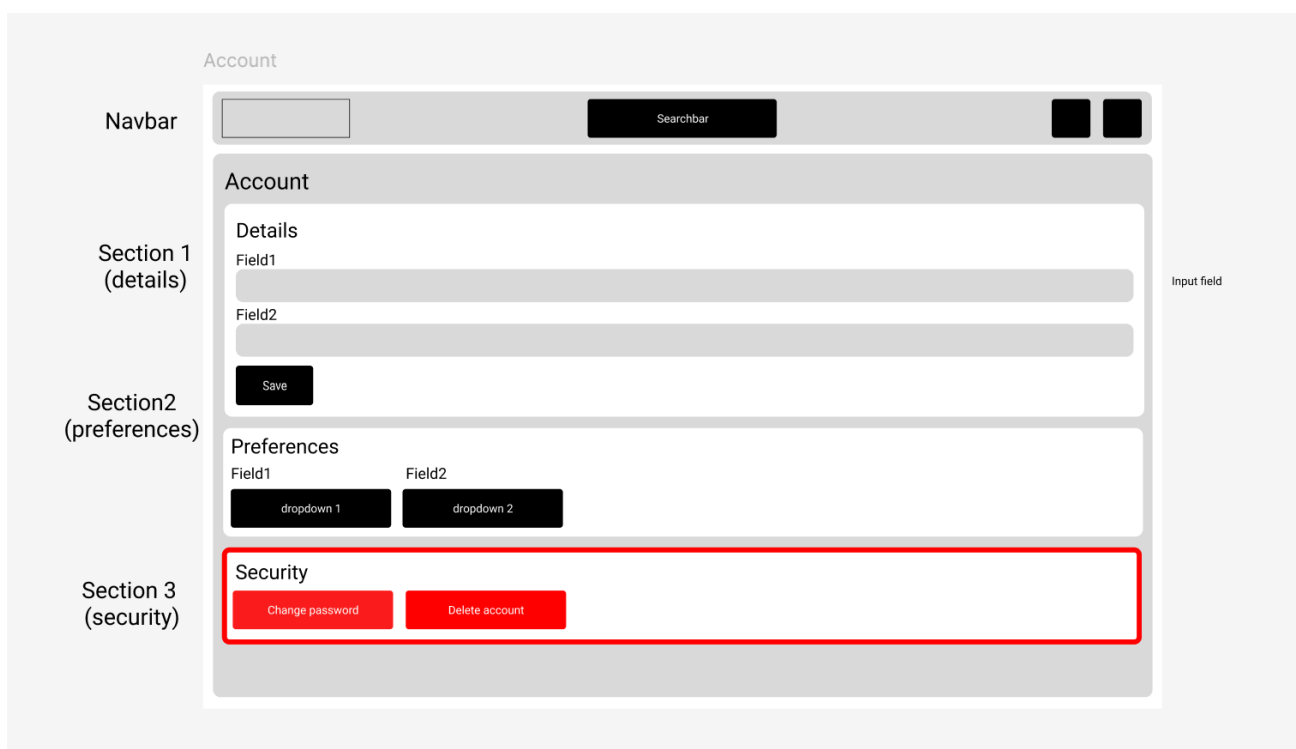 Account
Navbar
Searchbar
Account
Section 1
(details)
Details
Field1
Input field
Field2
Save
Section2
(preferences)
Preferences
Field1 Field2
dropdown 1 dropdown 2
Section 3
(security)
Security
Change password Delete account